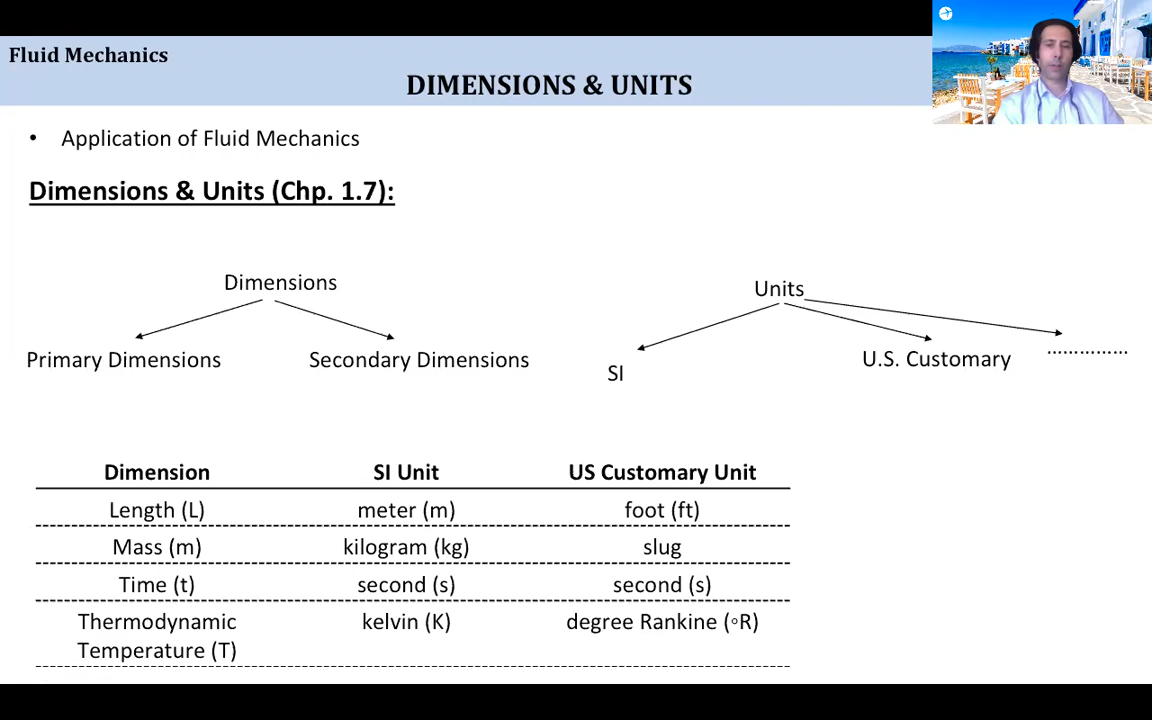 Fluid Mechanics
DIMENSIONS & UNITS
• Application of Fluid Mechanics
Dimensions & Units (Chp. 1.7):
Dimensions
Units
Primary Dimensions
Secondary Dimensions
SI
U.S. Customary
...............
Dimension SI Unit US Customary Unit
Length (L) meter (m) foot (ft)
Mass (m) kilogram (kg) slug
Time (t) second (s) second (s)
Thermodynamic kelvin (K) degree Rankine (∘R)
Temperature (T)